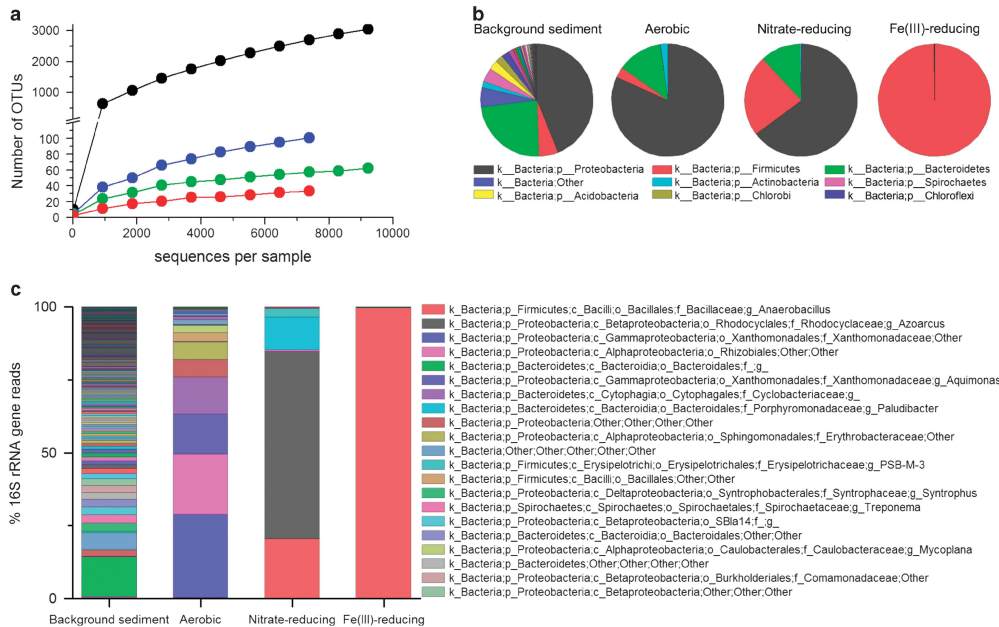 a
3000
2000
1000
100
80
60
40
20
0
Number of OTUs
0 2000 4000 6000 8000 10000
sequences per sample
b
Background sediment Aerobic Nitrate-reducing Fe(III)-reducing
k__Bacteria;p__Proteobacteria k__Bacteria;p__Firmicutes k__Bacteria;p__Bacteroidetes
k__Bacteria;Other k__Bacteria;p__Actinobacteria k__Bacteria;p__Spirochaetes
k__Bacteria;p__Acidobacteria k__Bacteria;p__Chlorobi k__Bacteria;p__Chloroflexi
c
100
50
0
% 16S rRNA gene reads
Background sediment Aerobic Nitrate-reducing Fe(III)-reducing
k_Bacteria;p_Firmicutes;c_Bacilli;o_Bacillales;f_Bacillaceae;g_Anaerobacillus
k_Bacteria;p_Proteobacteria;c_Betaproteobacteria;o_Rhodocyclales;f_Rhodocyclaceae;g_Azoarcus
k_Bacteria;p_Proteobacteria;c_Gammaproteobacteria;o_Xanthomonadales;f_Xanthomonadaceae;Other
k_Bacteria;p_Proteobacteria;c_Alphaproteobacteria;o_Rhizobiales;Other;Other
k_Bacteria;p_Bacteroidetes;c_Bacteroidia;o_Bacteroidales;f_;g_
k_Bacteria;p_Proteobacteria;c_Gammaproteobacteria;o_Xanthomonadales;f_Xanthomonadaceae;g_Aquimonas
k_Bacteria;p_Bacteroidetes;c_Cytophagia;o_Cytophagales;f_Cyclobacteriaceae;g_
k_Bacteria;p_Bacteroidetes;c_Bacteroidia;o_Bacteroidales;f_Porphyromonadaceae;g_Paludibacter
k_Bacteria;p_Proteobacteria;Other;Other;Other;Other
k_Bacteria;p_Proteobacteria;c_Alphaproteobacteria;o_Sphingomonadales;f_Erythrobacteraceae;Other
k_Bacteria;Other;Other;Other;Other;Other
k_Bacteria;p_Firmicutes;c_Erysipelotrichi;o_Erysipelotrichales;f_Erysipelotrichaceae;g_PSB-M-3
k_Bacteria;p_Firmicutes;c_Bacilli;o_Bacillales;Other;Other
k_Bacteria;p_Proteobacteria;c_Deltaproteobacteria;o_Syntrophobacterales;f_Syntrophaceae;g_Syntrophus
k_Bacteria;p_Spirochaetes;c_Spirochaetes;o_Spirochaetales;f_Spirochaetaceae;g_Treponema
k_Bacteria;p_Proteobacteria;c_Betaproteobacteria;o_SBla14;f_;g_
k_Bacteria;p_Bacteroidetes;c_Bacteroidia;o_Bacteroidales;Other;Other
k_Bacteria;p_Proteobacteria;c_Alphaproteobacteria;o_Caulobacterales;f_Caulobacteraceae;g_Mycoplana
k_Bacteria;p_Bacteroidetes;Other;Other;Other;Other
k_Bacteria;p_Proteobacteria;c_Betaproteobacteria;o_Burkholderiales;f_Comamonadaceae;Other
k_Bacteria;p_Proteobacteria;c_Betaproteobacteria;Other;Other;Other